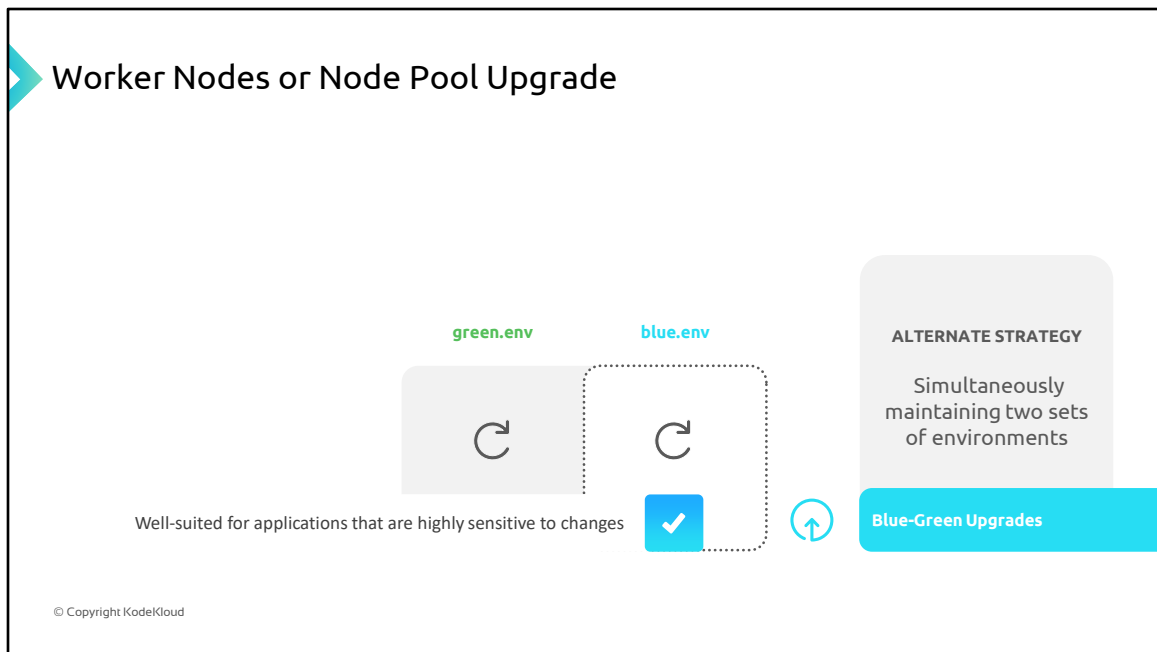 Worker Nodes or Node Pool Upgrade
green.env
blue.env
ALTERNATE STRATEGY
Simultaneously
maintaining two sets
of environments
Well-suited for applications that are highly sensitive to changes
Blue-Green Upgrades
© Copyright KodeKloud